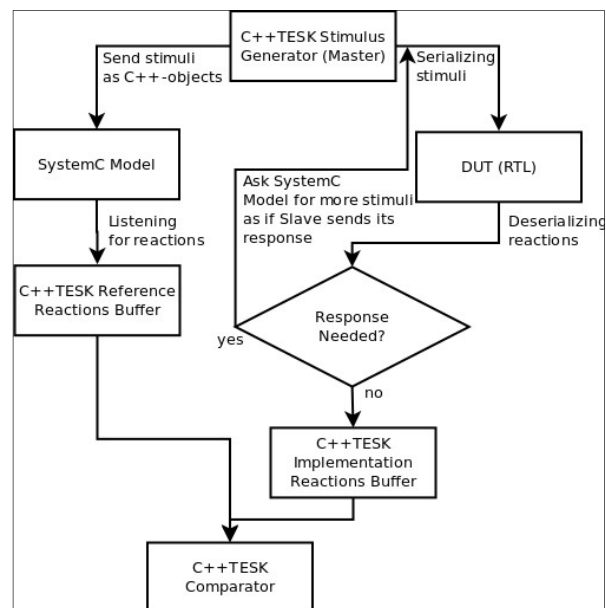 C++TESK Stimulus
Generator (Master)
Send stimuli
as C++-objects
Serializing
stimuli
SystemC Model
DUT (RTL)
Ask SystemC
Model for more stimuli
as if Slave sends its
response
Listening
for reactions
Deserializing
reactions
C++TESK Reference
Reactions Buffer
Response
Needed?
yes
no
C++TESK
Implementation
Reactions Buffer
C++TESK
Comparator